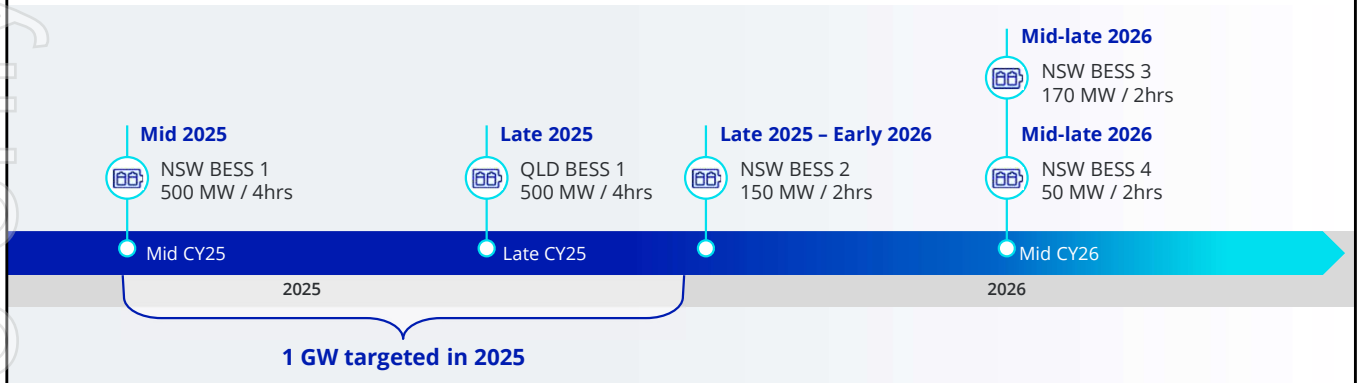 Mid-late 2026
NSW BESS 3
170 MW / 2hrs
Mid 2025
NSW BESS 1
500 MW / 4hrs
Late 2025
QLD BESS 1
500 MW / 4hrs
Late 2025 – Early 2026
NSW BESS 2
150 MW / 2hrs
Mid-late 2026
NSW BESS 4
50 MW / 2hrs
Mid CY25
Late CY25
Mid CY26
2025
2026
1 GW targeted in 2025